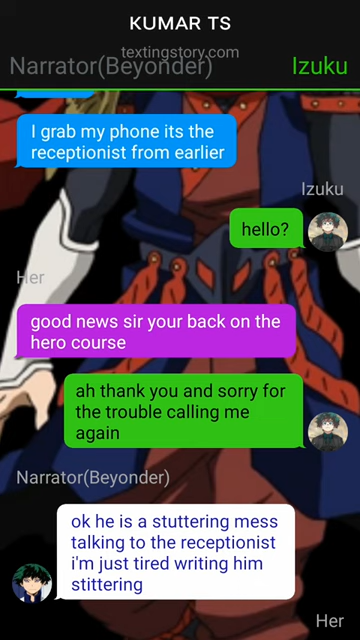 KUMAR TS
textingstory.com
Narrator(Beyonder)
Izuku
I grab my phone its the
receptionist from earlier
Izuku
hello?
Her
good news sir your back on the
hero course
ah thank you and sorry for
the trouble calling me
again
Narrator(Beyonder)
ok he is a stuttering mess
talking to the receptionist
i'm just tired writing him
stittering
Her